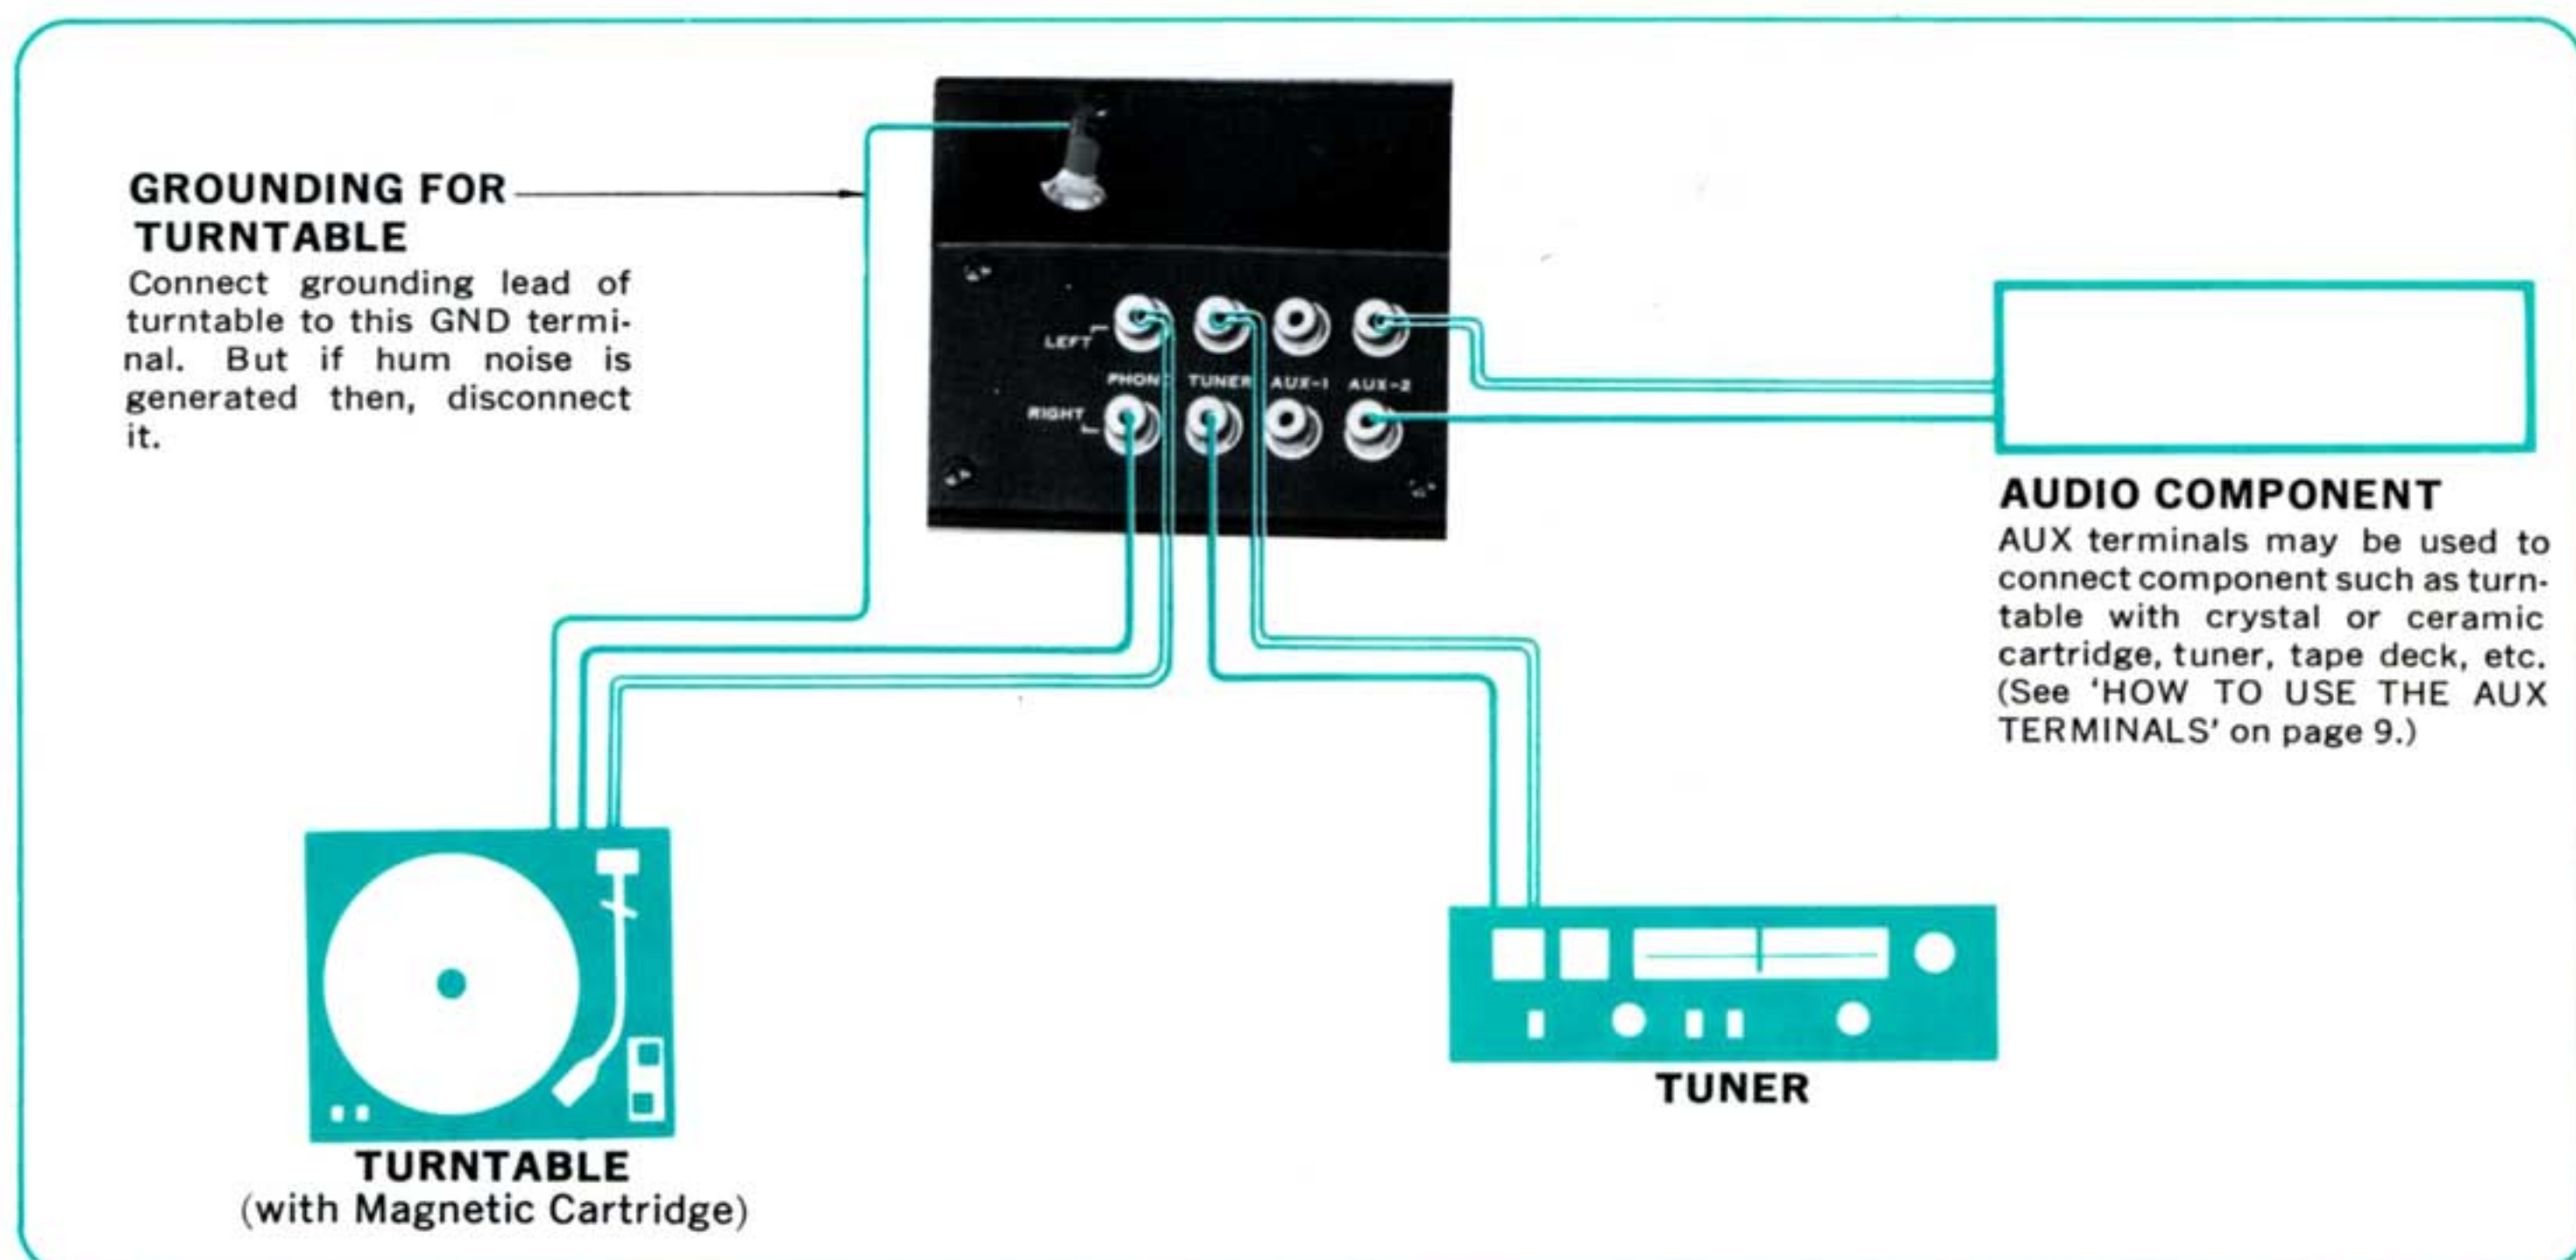 GROUNDING FOR
TURNTABLE
Connect grounding lead of
turntable to this GND termi-
nal. But if hum noise is
generated then, disconnect
it.
LEFT
PHON
TUNER
AUX-1
AUX-2
RIGHT
AUDIO COMPONENT
AUX terminals may be used to
connect component such as turn-
table with crystal or ceramic
cartridge, tuner, tape deck, etc.
(See ‘HOW TO USE THE AUX
TERMINALS’ on page 9.)
TURNTABLE
(with Magnetic Cartridge)
TUNER